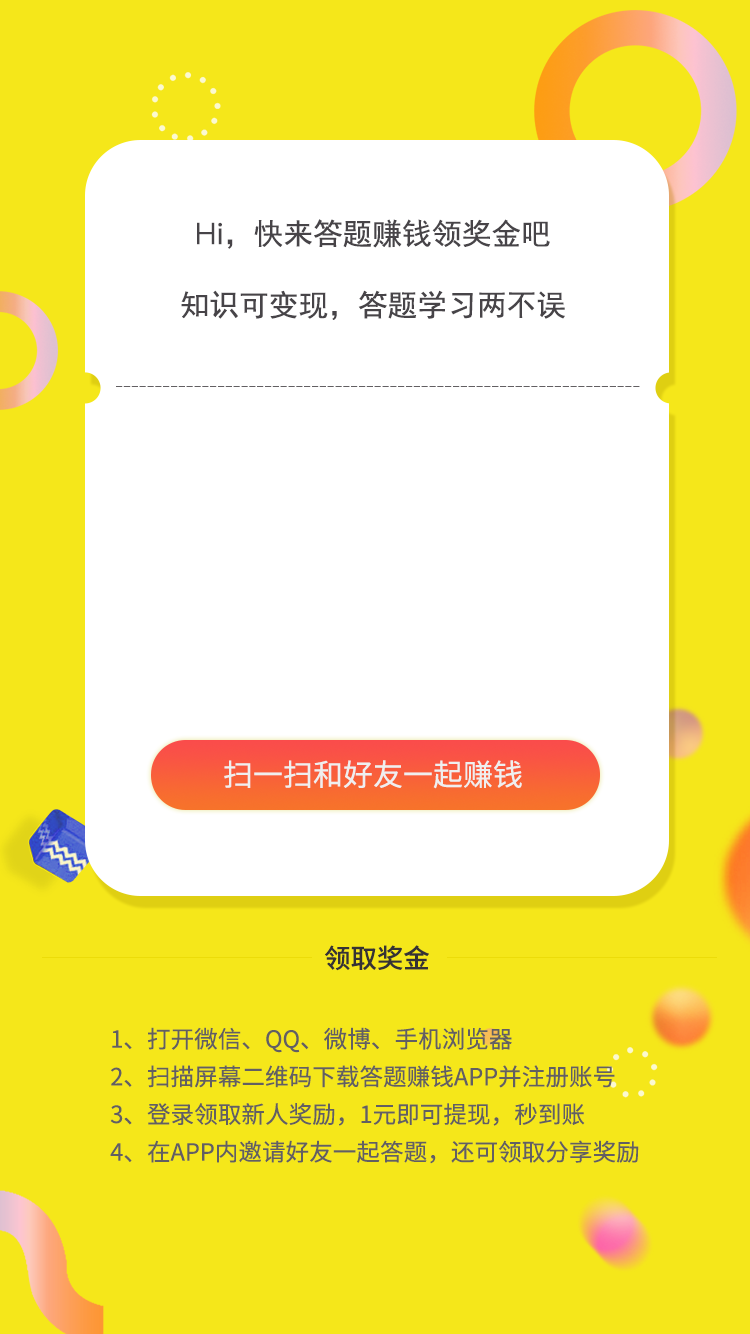 Hi，快来答题赚钱领奖金吧
知识可变现，答题学习两不误
扫一扫和好友一起赚钱
领取奖金
1、打开微信、QQ、微博、手机浏览器
2、扫描屏幕二维码下载答题赚钱APP并注册账号
3、登录领取新人奖励，1元即可提现，秒到账
4、在APP内邀请好友一起答题，还可领取分享奖励